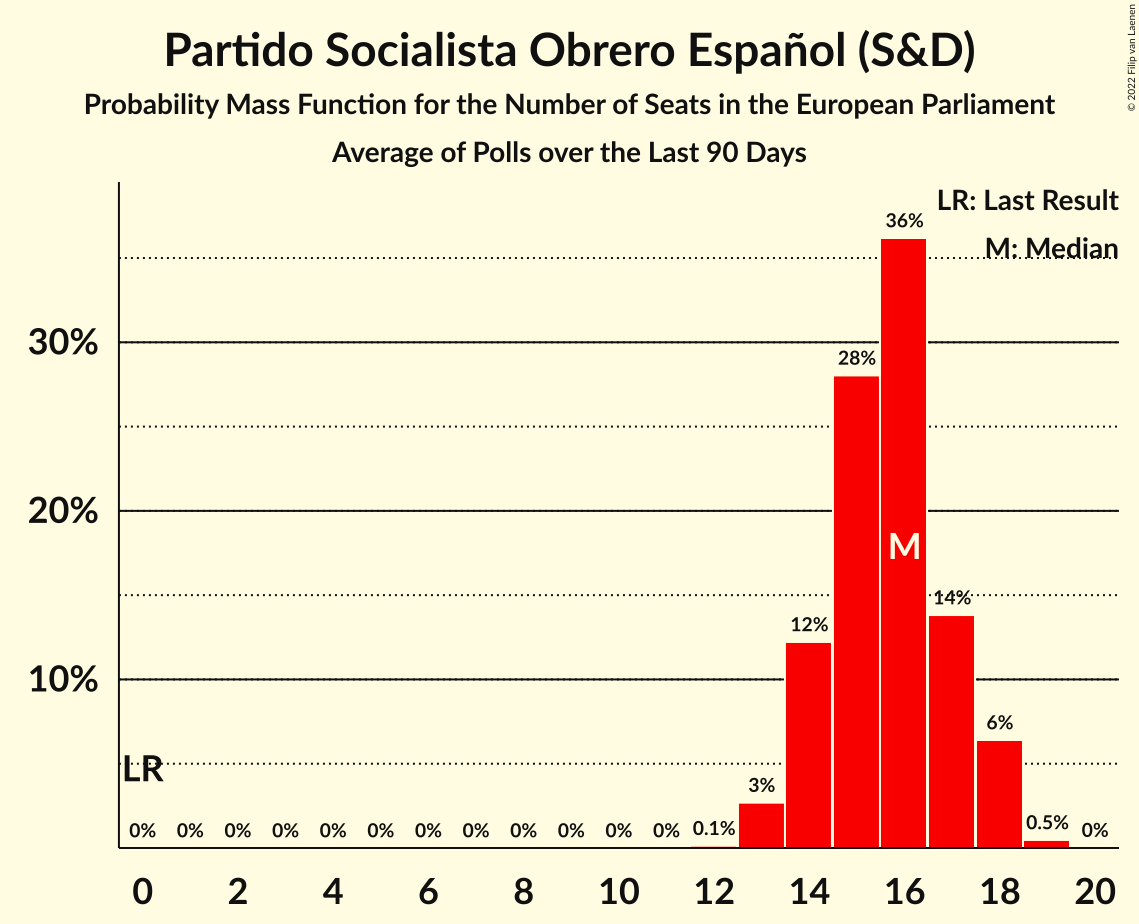 Partido Socialista Obrero Español (S&D)
Probability Mass Function for the Number of Seats in the European Parliament
Average of Polls over the Last 90 Days
© 2022 Filip van Laenen
LR: Last Result
M: Median
36%
30%
28%
20%
M
14%
12%
10%
6%
LR
3%
0% 0% 0% 0% 0% 0% 0% 0% 0% 0% 0% 0% 0.1% 0.5% 0%
0 2 4 6 8 10 12 14 16 18 20